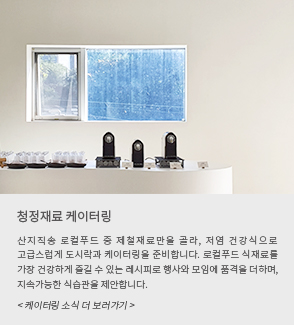 청정재료 케이터링
산지직송 로컬푸드 중 제철재료만을 골라, 저염 건강식으로
고급스럽게 도시락과 케이터링을 준비합니다. 로컬푸드 식재료를
가장 건강하게 즐길 수 있는 레시피로 행사와 모임에 품격을 더하며,
지속가능한 식습관을 제안합니다.
< 케이터링 소식 더 보러가기 >